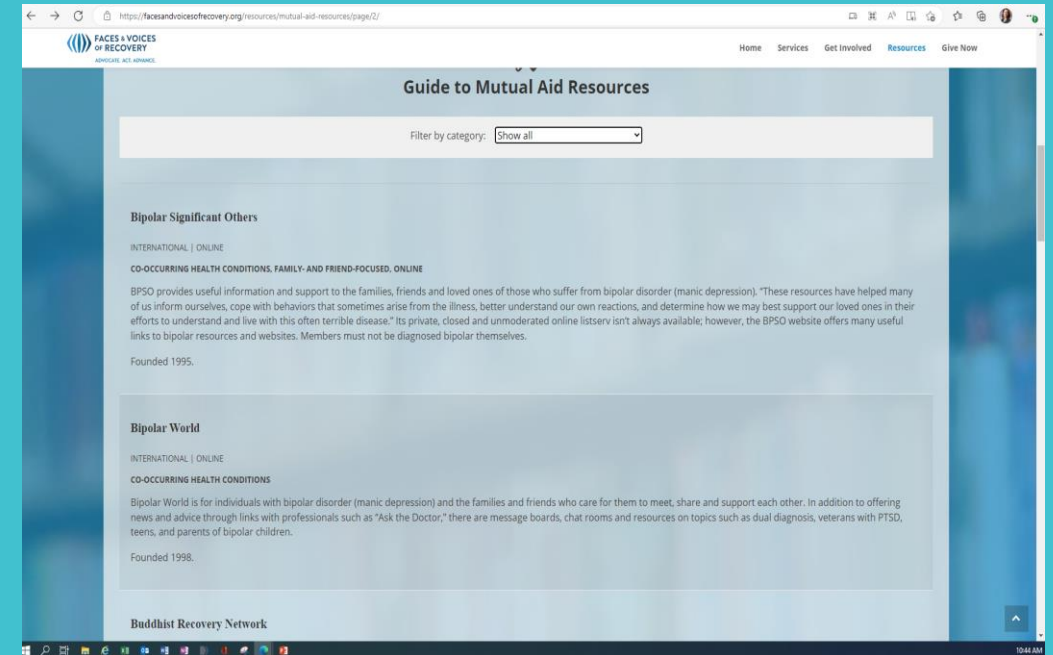 https://facesandvoicesofrecovery.org/resources/mutual-aid-resources/page/2/
FACES & VOICES
OF RECOVERY
ADVOCATE. ACT. ADVANCE.
Home Services Get Involved Resources Give Now
Guide to Mutual Aid Resources
Filter by category: Show all
Bipolar Significant Others
INTERNATIONAL | ONLINE
CO-OCCURRING HEALTH CONDITIONS, FAMILY- AND FRIEND-FOCUSED, ONLINE
BPSO provides useful information and support to the families, friends and loved ones of those who suffer from bipolar disorder (manic depression). "These resources have helped many
of us inform ourselves, cope with behaviors that sometimes arise from the illness, better understand our own reactions, and determine how we may best support our loved ones in their
efforts to understand and live with this often terrible disease." Its private, closed and unmoderated online listserv isn't always available; however, the BPSO website offers many useful
links to bipolar resources and websites. Members must not be diagnosed bipolar themselves.
Founded 1995.
Bipolar World
INTERNATIONAL | ONLINE
CO-OCCURRING HEALTH CONDITIONS
Bipolar World is for individuals with bipolar disorder (manic depression) and the families and friends who care for them to meet, share and support each other. In addition to offering
news and advice through links with professionals such as "Ask the Doctor," there are message boards, chat rooms and resources on topics such as dual diagnosis, veterans with PTSD,
teens, and parents of bipolar children.
Founded 1998.
Buddhist Recovery Network
10:44 AM